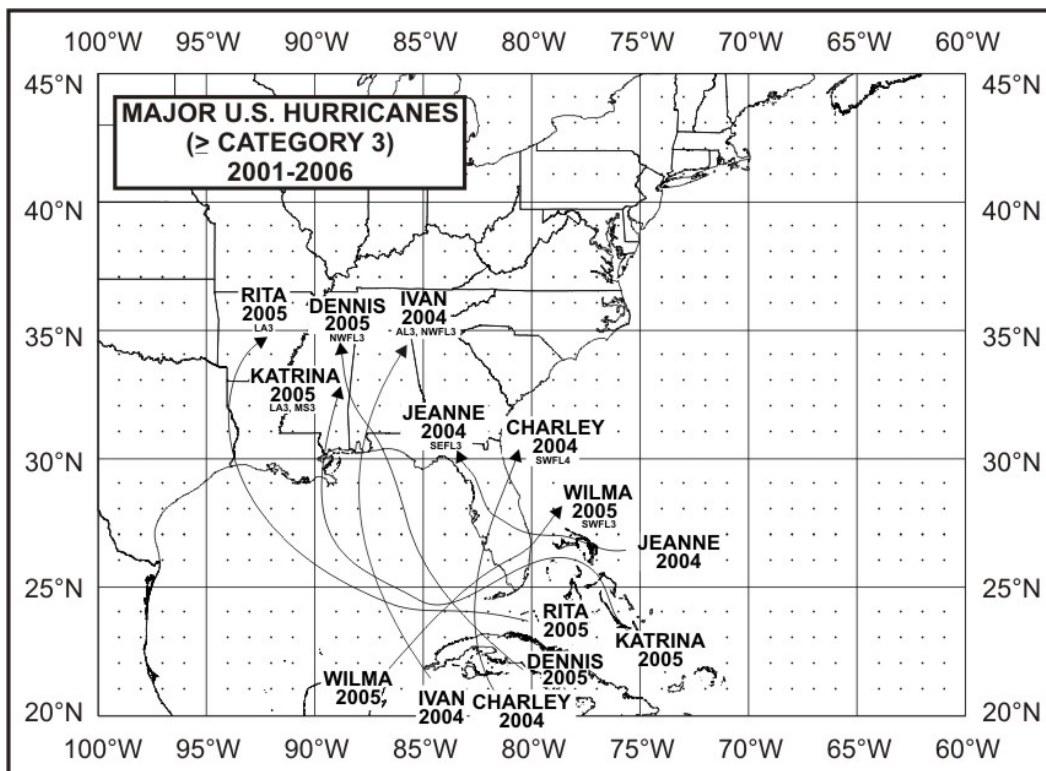 100°W 95°W 90°W 85°W 80°W 75°W 70°W 65°W 60°W
45°N 45°N
MAJOR U.S. HURRICANES
(≥ CATEGORY 3)
2001-2006
40°N 40°N
RITA
2005
LA3
DENNIS
2005
NWFL3
IVAN
2004
AL3, NWFL3
35°N 35°N
KATRINA
2005
LA3, MS3
JEANNE
2004
SEFL3
CHARLEY
2004
SWFL4
30°N 30°N
WILMA
2005
SWFL3
JEANNE
2004
25°N 25°N
RITA
2005
KATRINA
2005
DENNIS
2005
WILMA
2005
IVAN
2004
CHARLEY
2004
20°N 20°N
100°W 95°W 90°W 85°W 80°W 75°W 70°W 65°W 60°W